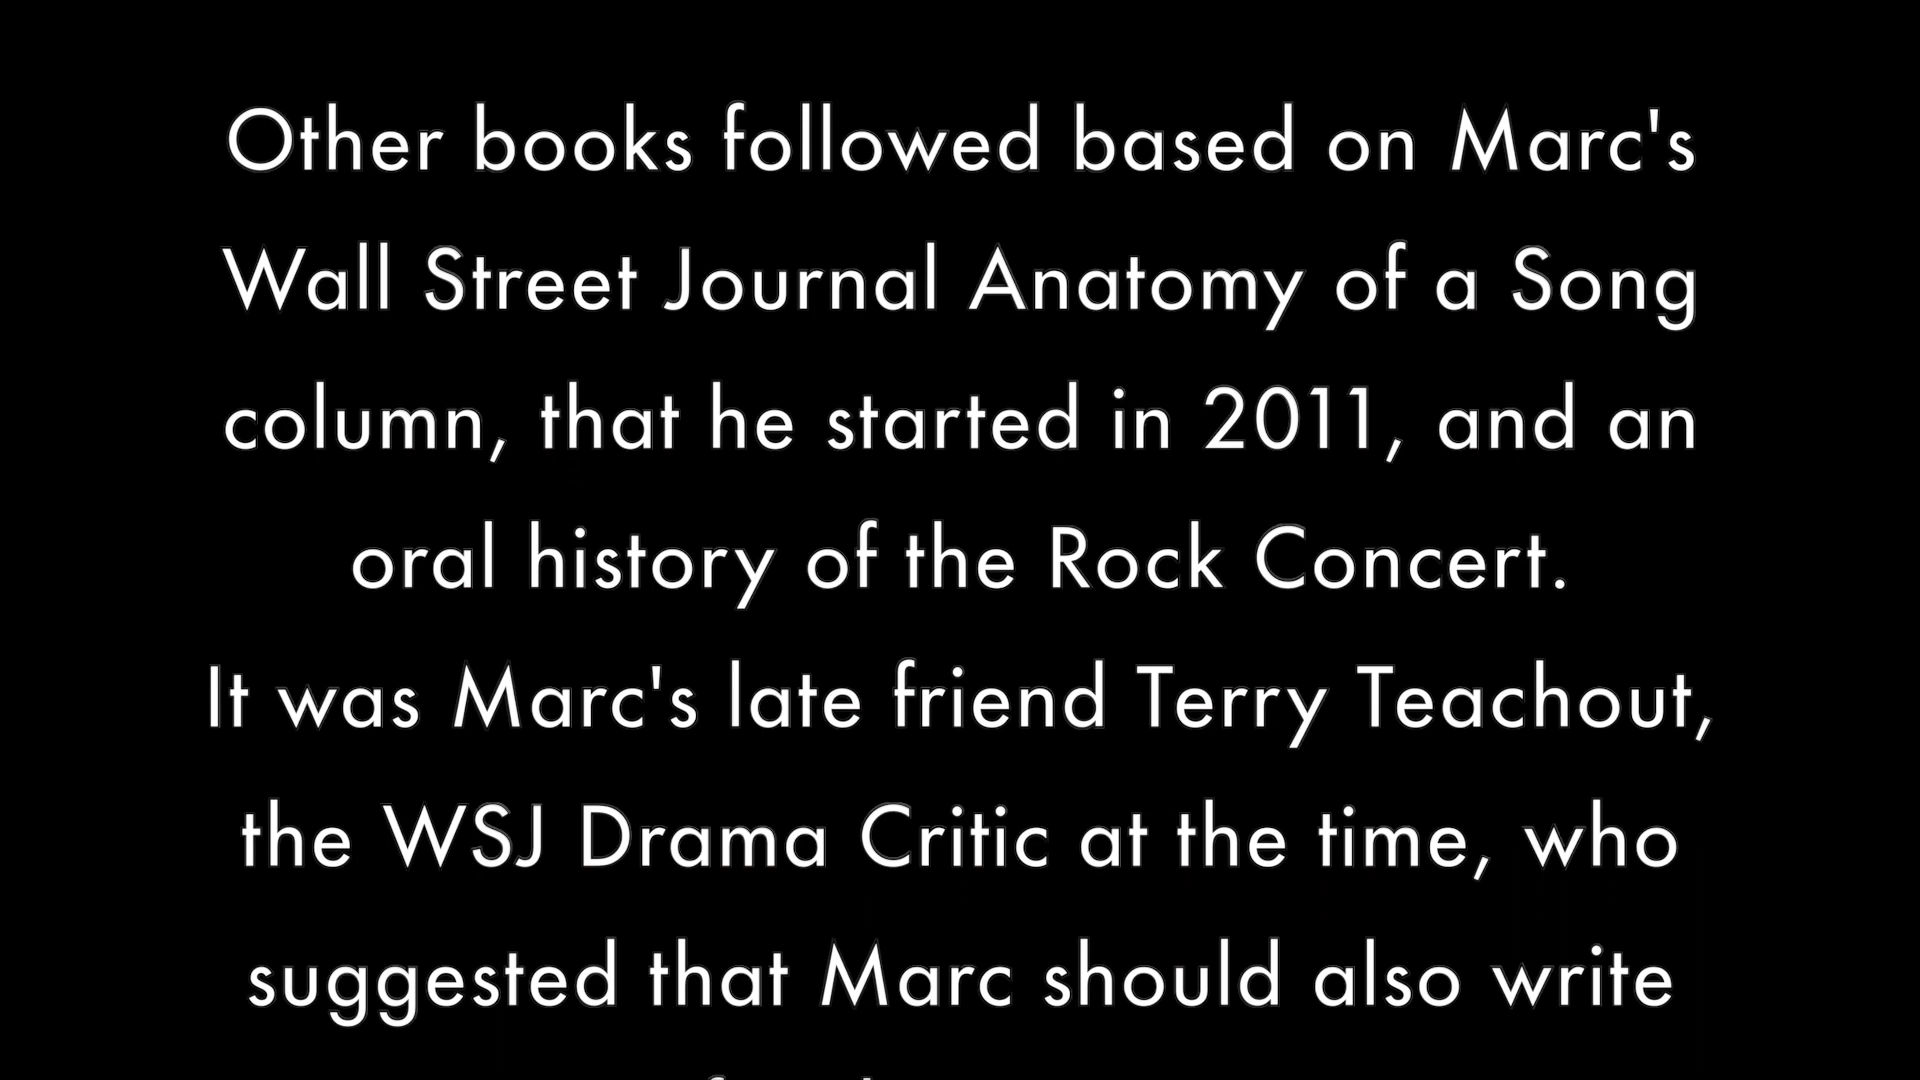 Other books followed based on Marc's
Wall Street Journal Anatomy of a Song
column, that he started in 2011, and an
oral history of the Rock Concert.
It was Marc's late friend Terry Teachout,
the WSJ Drama Critic at the time, who
suggested that Marc should also write